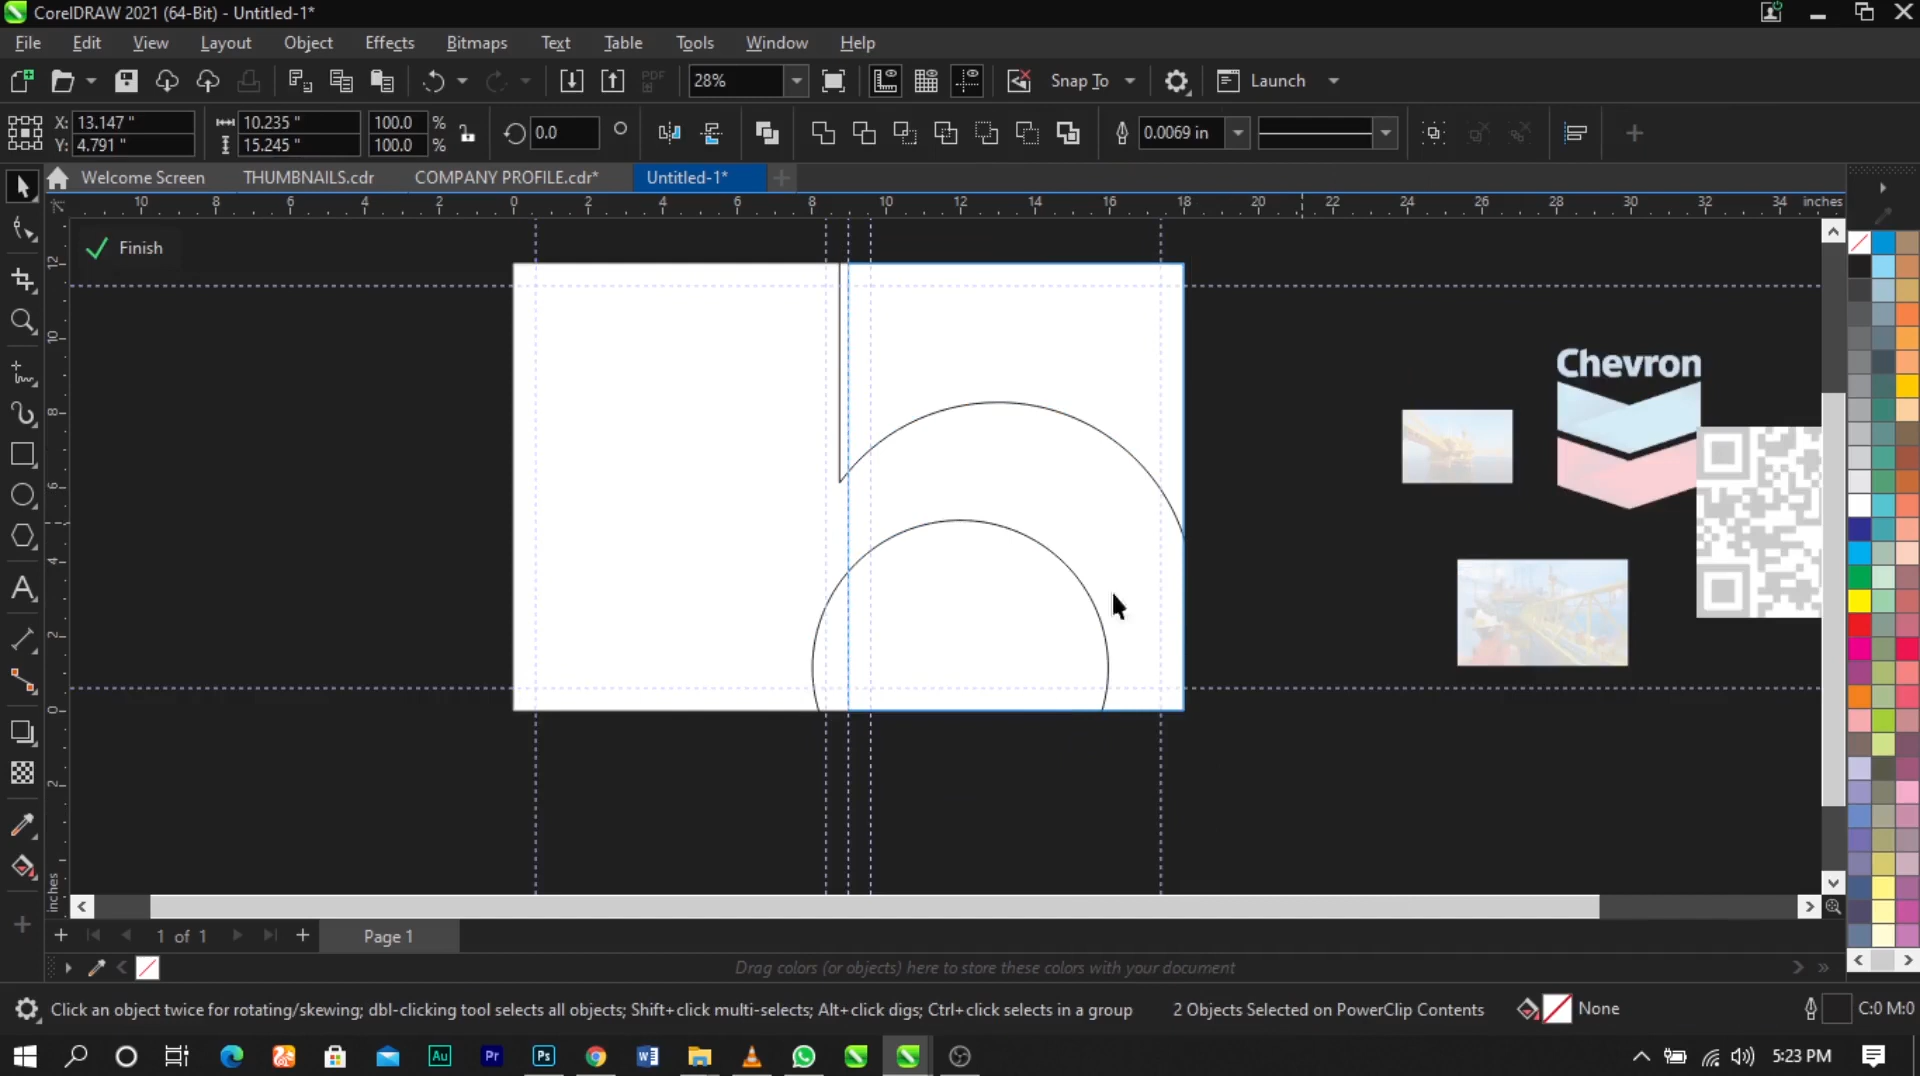 CorelDRAW 2021 (64-Bit) - Untitled-1*
File Edit View Layout Object Effects Bitmaps Text Table Tools Window Help
PDF 28% Snap To Launch
X: 13.147 " 10.235 " 100.0 % 0.0 0.0069 in
Y: 4.791 " 15.245 " 100.0 %
Welcome Screen THUMBNAILS.cdr COMPANY PROFILE.cdr* Untitled-1*
10 8 6 4 2 0 2 4 6 8 10 12 14 16 18 20 22 24 26 28 30 32 34 inches
Finish
12
10
8
6
4
2
0
2
inches
Chevron
1 of 1 Page 1
Drag colors (or objects) here to store these colors with your document
Click an object twice for rotating/skewing; dbl-clicking tool selects all objects; Shift+click multi-selects; Alt+click digs; Ctrl+click selects in a group 2 Objects Selected on PowerClip Contents None C:0 M:0
Au Pr Ps 5:23 PM